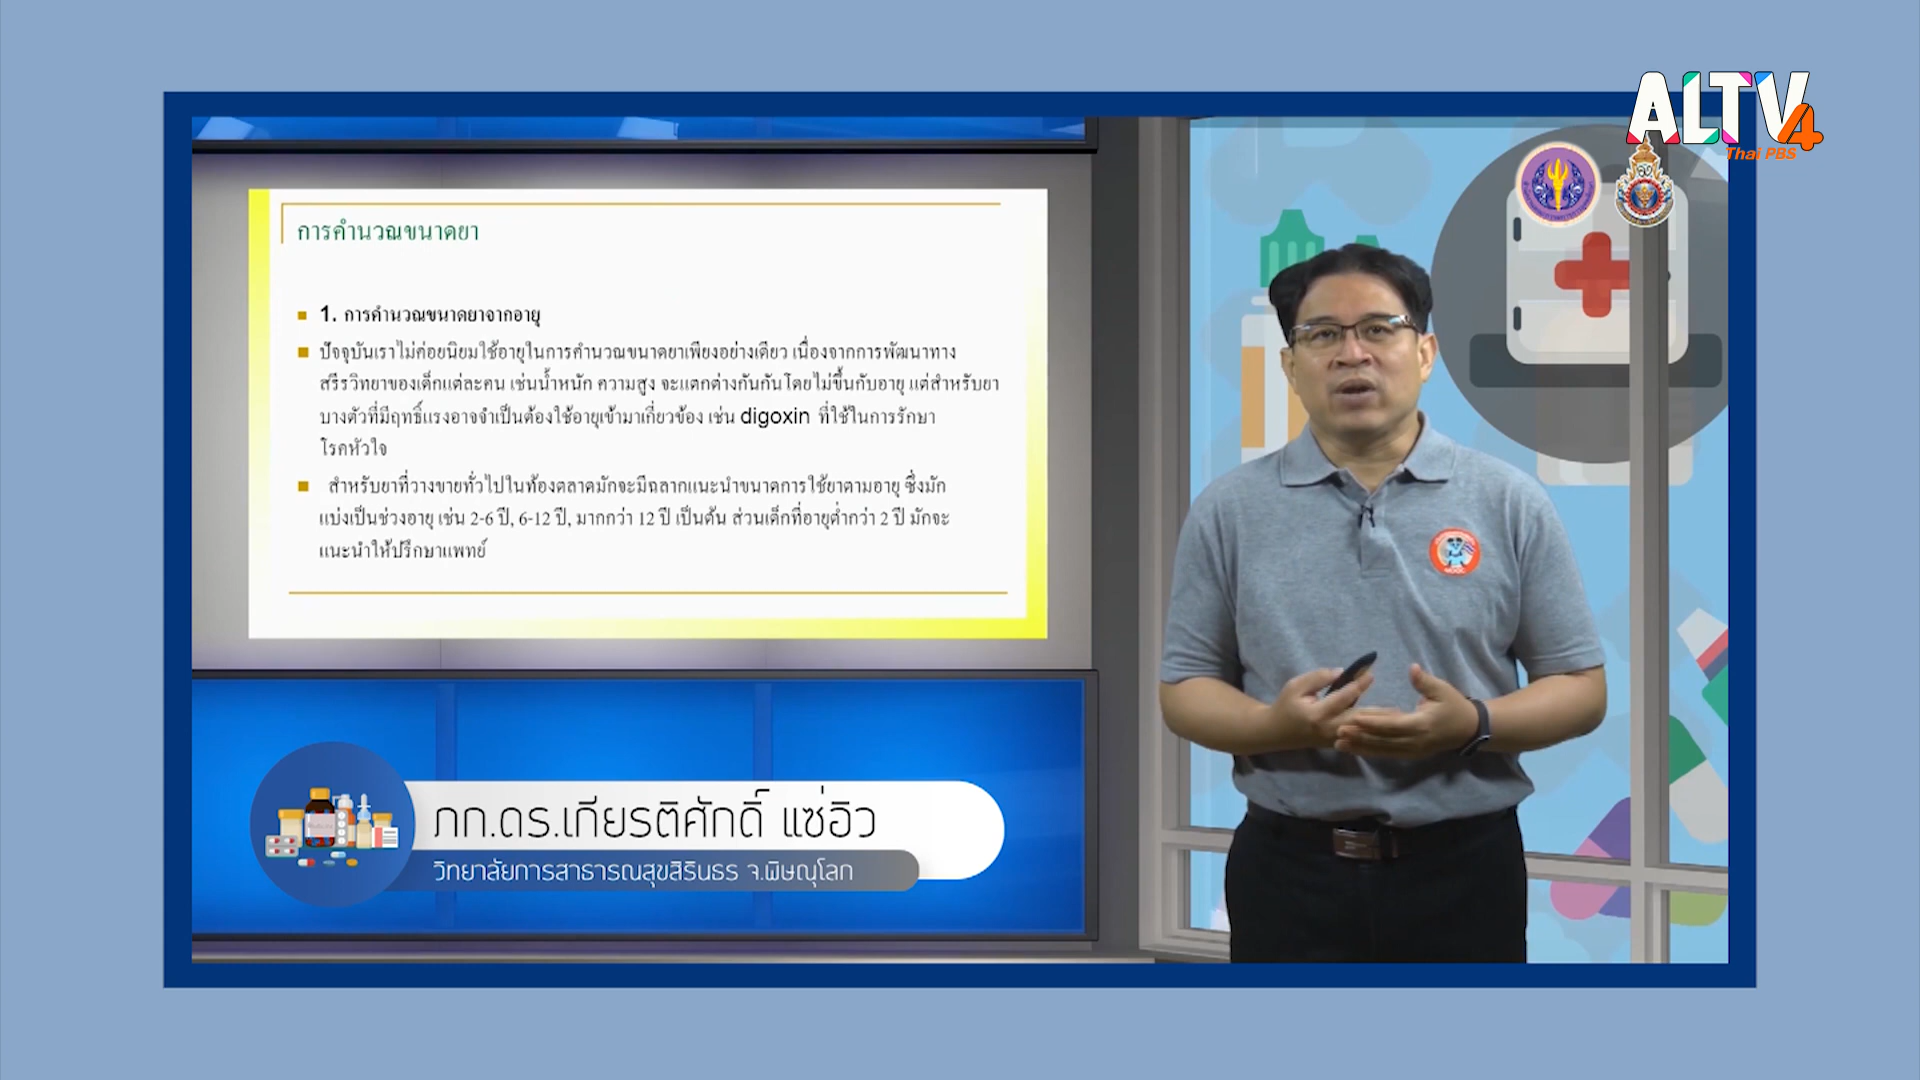 ALTV4
Thai PBS
การคำนวณขนาดยา
1. การคำนวณขนาดยาจากอายุ
ปัจจุบันเราไม่ค่อยนิยมใช้อายุในการคำนวณขนาดยาเพียงอย่างเดียว เนื่องจากการพัฒนาทาง
สรีรวิทยาของเด็กแต่ละคน เช่นน้ำหนัก ความสูง จะแตกต่างกันกันโดยไม่ขึ้นกับอายุ แต่สำหรับยา
บางตัวที่มีฤทธิ์แรงอาจจำเป็นต้องใช้อายุเข้ามาเกี่ยวข้อง เช่น digoxin ที่ใช้ในการรักษา
โรคหัวใจ
สำหรับยาที่วางขายทั่วไปในท้องตลาดมักจะมีฉลากแนะนำขนาดการใช้ยาตามอายุ ซึ่งมัก
แบ่งเป็นช่วงอายุ เช่น 2-6 ปี, 6-12 ปี, มากกว่า 12 ปี เป็นต้น ส่วนเด็กที่อายุต่ำกว่า 2 ปี มักจะ
แนะนำให้ปรึกษาแพทย์
ภก.ดร.เกียรติศักดิ์ แซ่อิว
วิทยาลัยการสาธารณสุขสิรินธร จ.พิษณุโลก